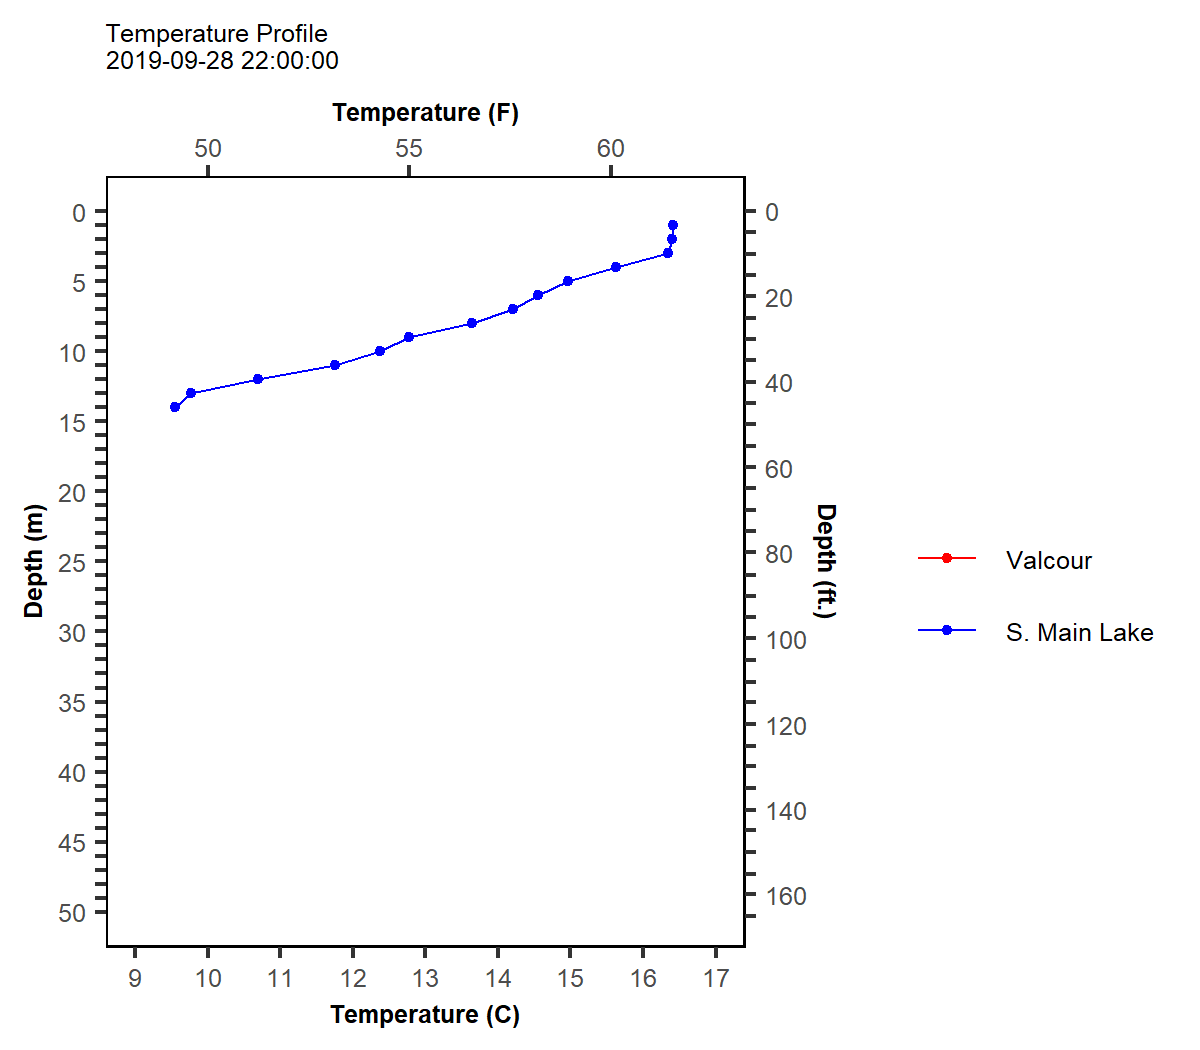 Temperature Profile
2019-09-28 22:00:00
Temperature (F)
50 55 60
0
5
10
15
20
25
30
35
40
45
50
Depth (m)
0
20
40
60
80
100
120
140
160
Depth (ft.)
9 10 11 12 13 14 15 16 17
Temperature (C)
Valcour
S. Main Lake